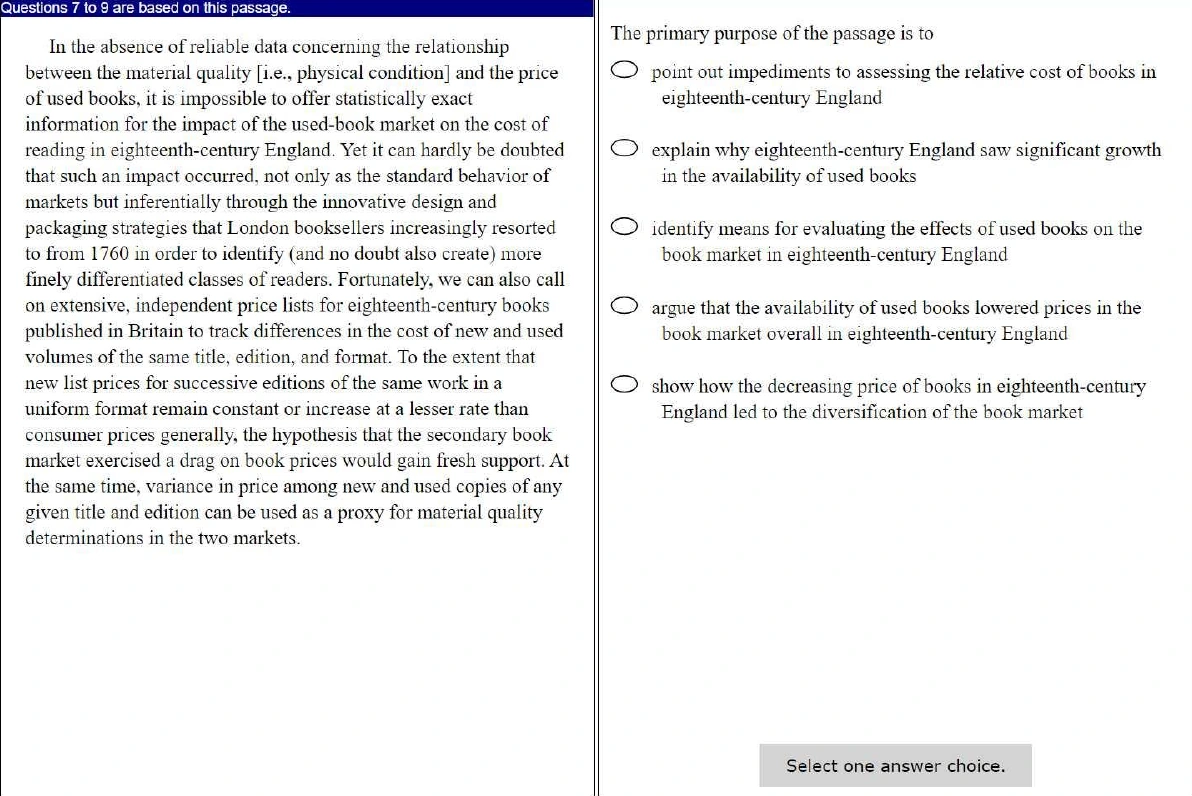 Questions 7 to 9 are based on this passage.
In the absence of reliable data concerning the relationship
between the material quality [i.e., physical condition] and the price
of used books, it is impossible to offer statistically exact
information for the impact of the used-book market on the cost of
reading in eighteenth-century England. Yet it can hardly be doubted
that such an impact occurred, not only as the standard behavior of
markets but inferentially through the innovative design and
packaging strategies that London booksellers increasingly resorted
to from 1760 in order to identify (and no doubt also create) more
finely differentiated classes of readers. Fortunately, we can also call
on extensive, independent price lists for eighteenth-century books
published in Britain to track differences in the cost of new and used
volumes of the same title, edition, and format. To the extent that
new list prices for successive editions of the same work in a
uniform format remain constant or increase at a lesser rate than
consumer prices generally, the hypothesis that the secondary book
market exercised a drag on book prices would gain fresh support. At
the same time, variance in price among new and used copies of any
given title and edition can be used as a proxy for material quality
determinations in the two markets.
The primary purpose of the passage is to
point out impediments to assessing the relative cost of books in
eighteenth-century England
explain why eighteenth-century England saw significant growth
in the availability of used books
identify means for evaluating the effects of used books on the
book market in eighteenth-century England
argue that the availability of used books lowered prices in the
book market overall in eighteenth-century England
show how the decreasing price of books in eighteenth-century
England led to the diversification of the book market
Select one answer choice.